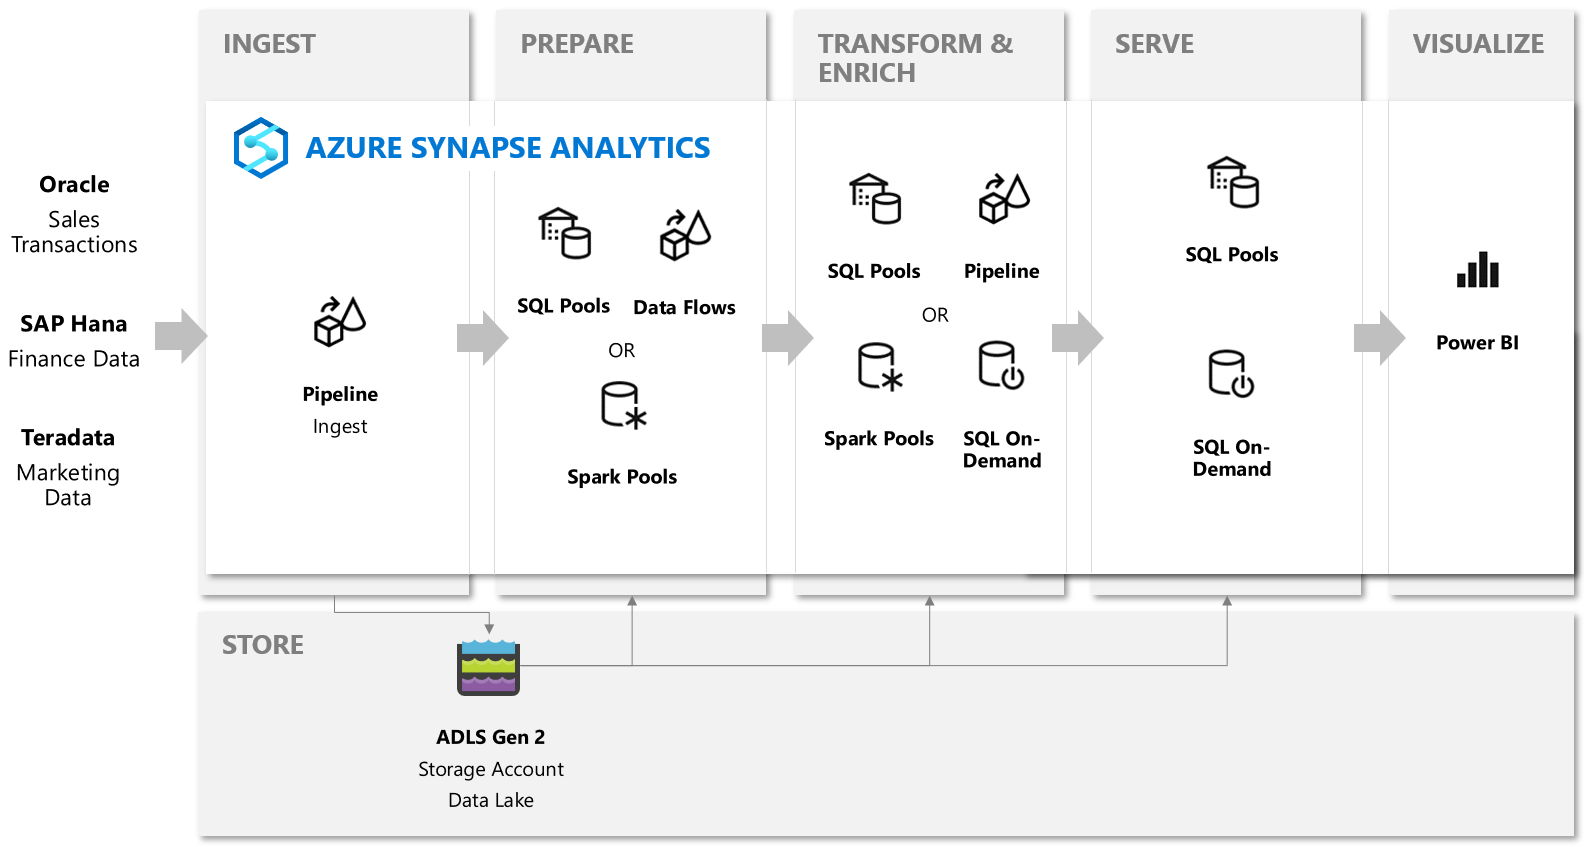 INGEST
PREPARE
TRANSFORM &
ENRICH
SERVE
VISUALIZE
AZURE SYNAPSE ANALYTICS
Oracle
Sales
Transactions
SAP Hana
Finance Data
Teradata
Marketing
Data
Pipeline
Ingest
SQL Pools
Data Flows
OR
Spark Pools
SQL Pools
Pipeline
OR
Spark Pools
SQL On-
Demand
SQL Pools
SQL On-
Demand
Power BI
STORE
ADLS Gen 2
Storage Account
Data Lake